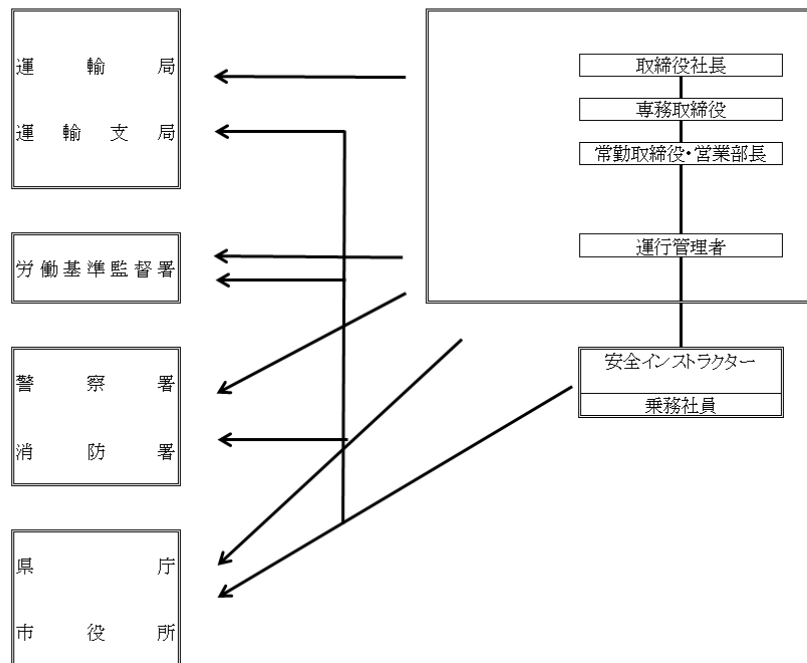 運輸局
運輸支局
労働基準監督署
警察署
消防署
県庁
市役所
取締役社長
専務取締役
常勤取締役・営業部長
運行管理者
安全インストラクター
乗務社員